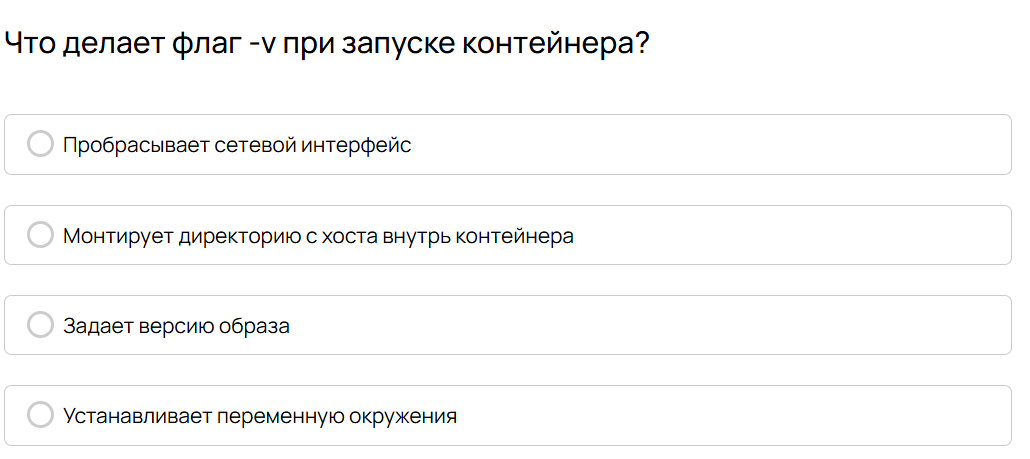 Что делает флаг -v при запуске контейнера?
Пробрасывает сетевой интерфейс
Монтирует директорию с хоста внутрь контейнера
Задает версию образа
Устанавливает переменную окружения